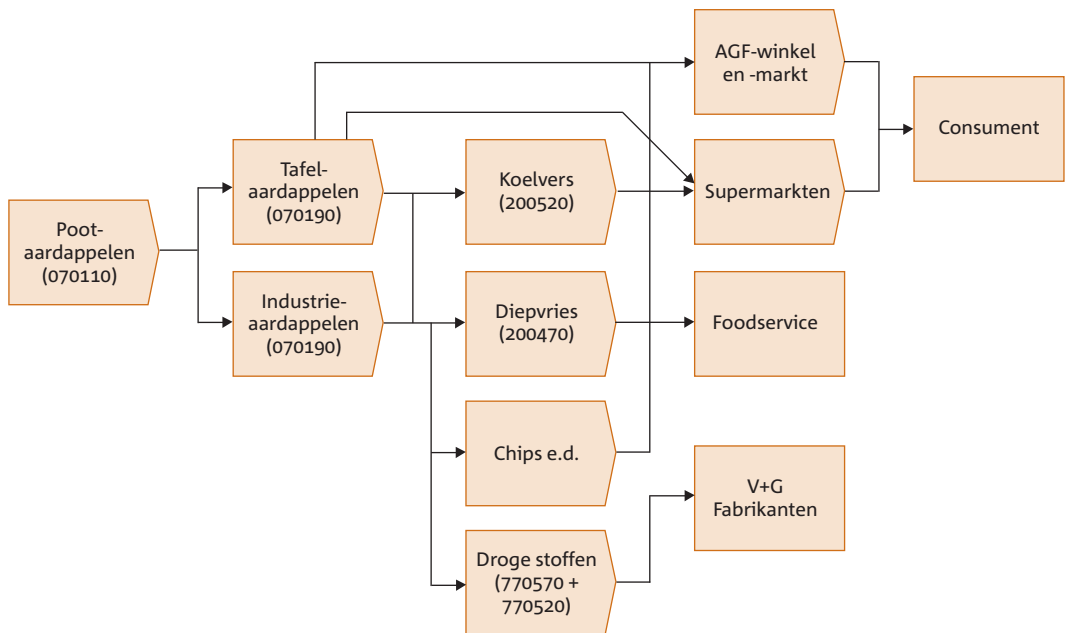 AGF-winkel
en -markt
Consument
Tafel-
aardappelen
(070190)
Koelvers
(200520)
Supermarkten
Poot-
aardappelen
(070110)
Industrie-
aardappelen
(070190)
Diepvries
(200470)
Foodservice
Chips e.d.
V+G
Fabrikanten
Droge stoffen
(770570 +
770520)